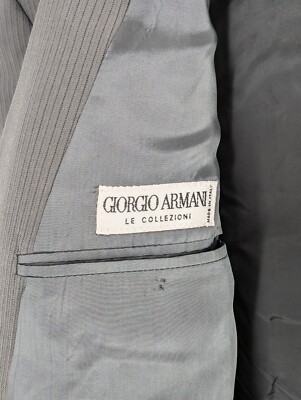 GIORGIO ARMANI
LE COLLEZIONI
MADE IN ITALY